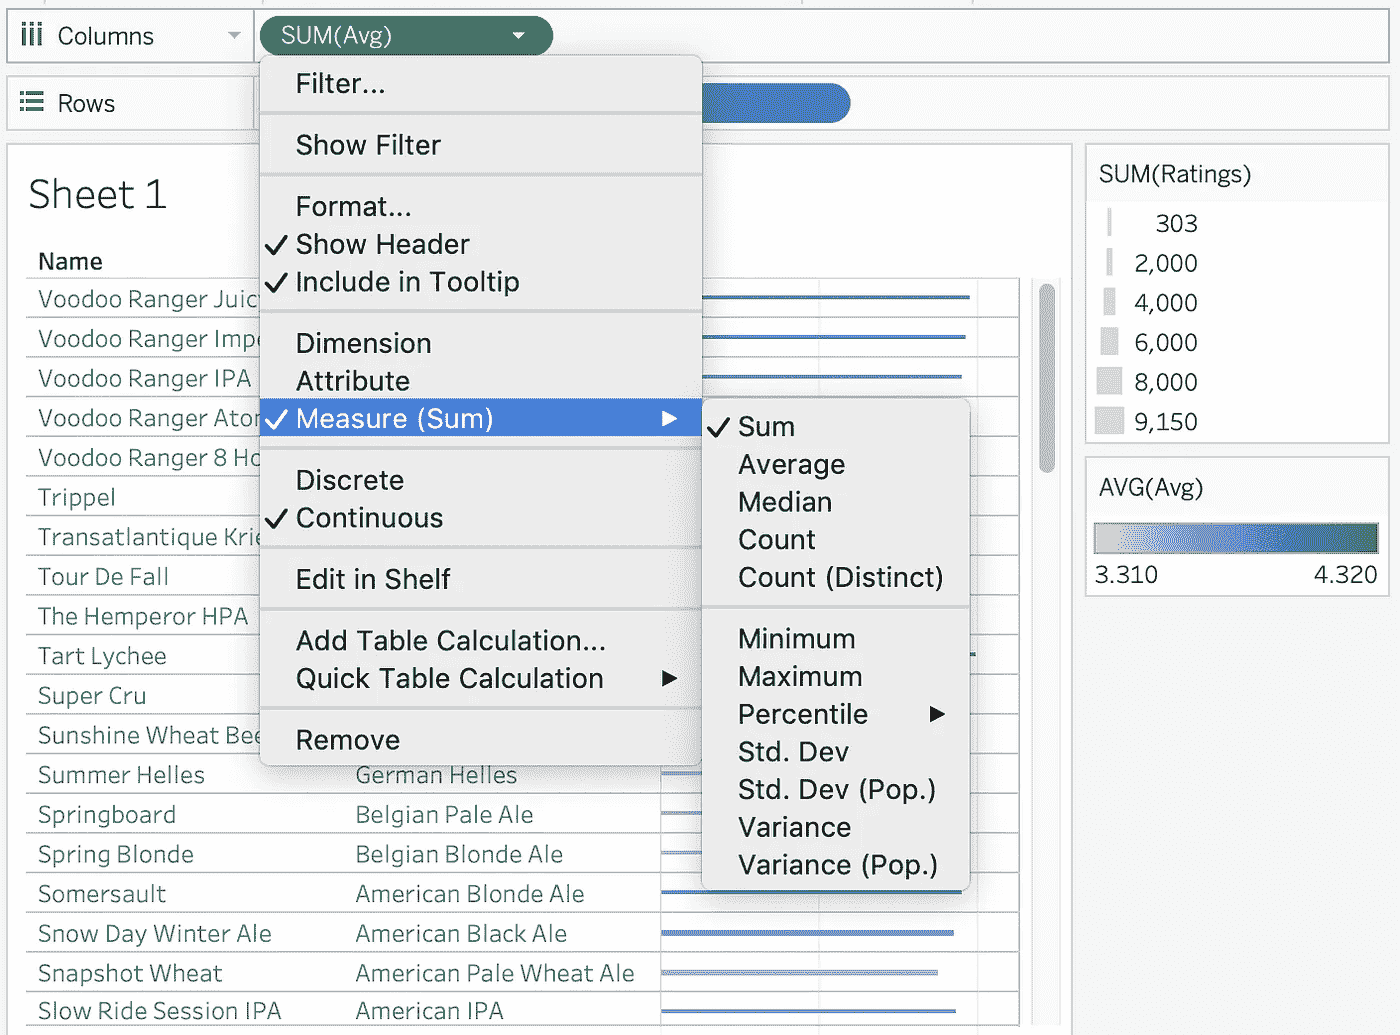 Columns
SUM(Avg)
Rows
Filter...
Show Filter
Format...
Show Header
Include in Tooltip
Dimension
Attribute
Measure (Sum)
Discrete
Continuous
Edit in Shelf
Add Table Calculation...
Quick Table Calculation
Remove
Sum
Average
Median
Count
Count (Distinct)
Minimum
Maximum
Percentile
Std. Dev
Std. Dev (Pop.)
Variance
Variance (Pop.)
Sheet 1
Name
Voodoo Ranger Juic
Voodoo Ranger Impe
Voodoo Ranger IPA
Voodoo Ranger Ator
Voodoo Ranger 8 Ho
Trippel
Transatlantique Krie
Tour De Fall
The Hemperor HPA
Tart Lychee
Super Cru
Sunshine Wheat Bee
Summer Helles German Helles
Springboard Belgian Pale Ale
Spring Blonde Belgian Blonde Ale
Somersault American Blonde Ale
Snow Day Winter Ale American Black Ale
Snapshot Wheat American Pale Wheat Ale
Slow Ride Session IPA American IPA
SUM(Ratings)
303
2,000
4,000
6,000
8,000
9,150
AVG(Avg)
3.310 4.320